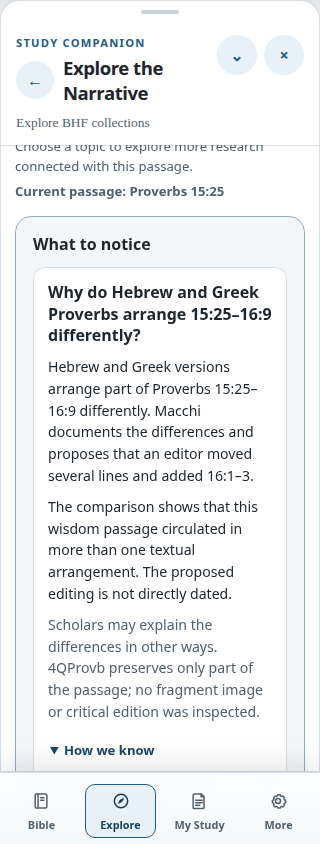 STUDY COMPANION
Explore the
Narrative
Explore BHF collections
Choose a topic to explore more research
connected with this passage.
Current passage: Proverbs 15:25
What to notice
Why do Hebrew and Greek
Proverbs arrange 15:25–16:9
differently?
Hebrew and Greek versions
arrange part of Proverbs 15:25–
16:9 differently. Macchi
documents the differences and
proposes that an editor moved
several lines and added 16:1–3.
The comparison shows that this
wisdom passage circulated in
more than one textual
arrangement. The proposed
editing is not directly dated.
Scholars may explain the
differences in other ways.
4QProvb preserves only part of
the passage; no fragment image
or critical edition was inspected.
▼ How we know
Bible
Explore
My Study
More